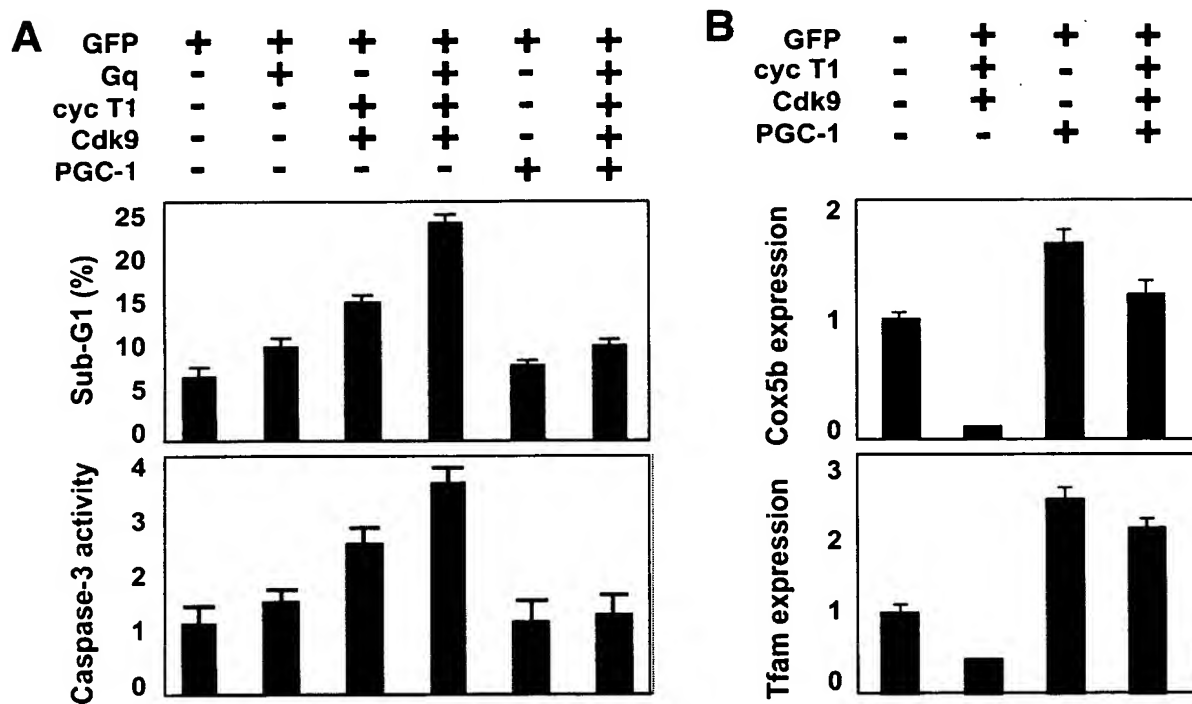 A
GFP + + + + + +
Gq - + - + - +
cyc T1 - - + + - +
Cdk9 - - + + - +
PGC-1 - - - - + +
Sub-G1 (%)
25
20
15
10
5
0
Caspase-3 activity
4
3
2
1
0
B
GFP - + + +
cyc T1 - + - +
Cdk9 - + - +
PGC-1 - - + +
Cox5b expression
2
1
0
Tfam expression
3
2
1
0